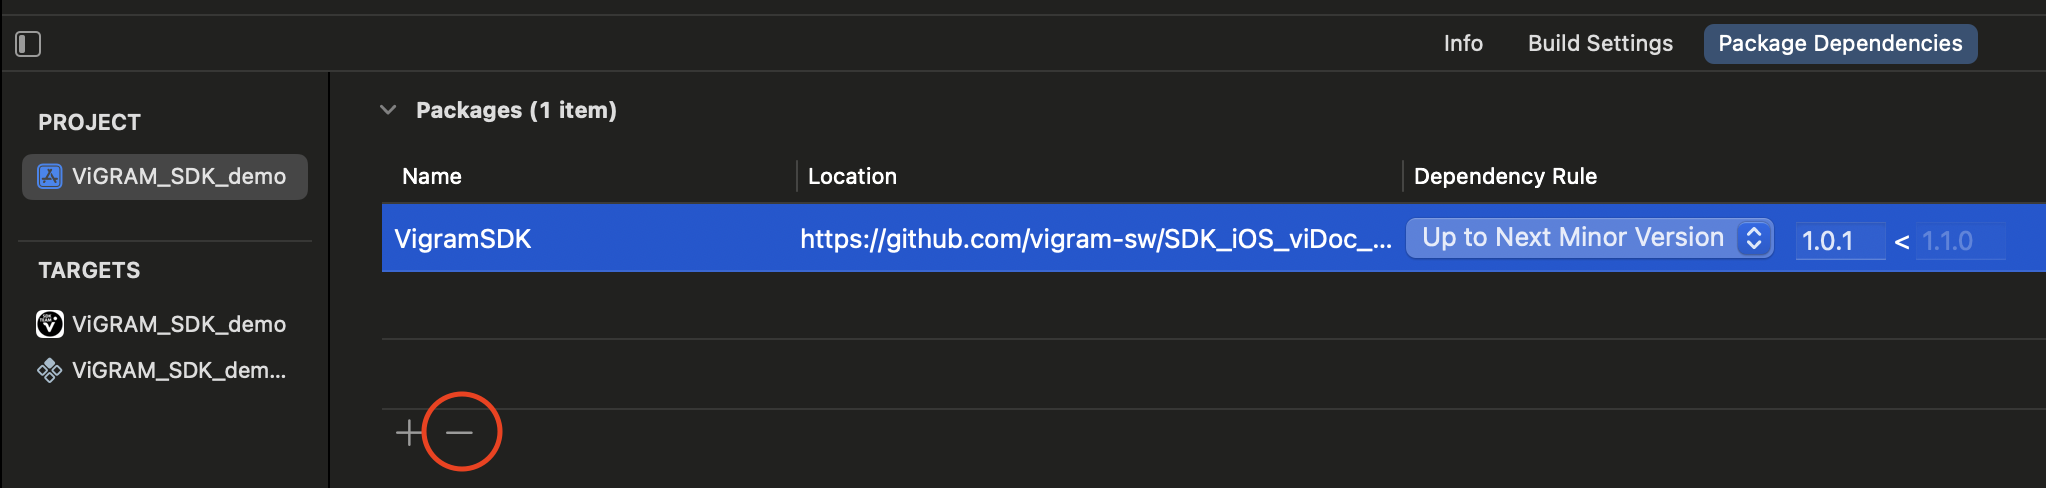 Info Build Settings Package Dependencies
PROJECT
ViGRAM_SDK_demo
TARGETS
ViGRAM_SDK_demo
ViGRAM_SDK_dem...
Packages (1 item)
Name Location Dependency Rule
VigramSDK https://github.com/vigram-sw/SDK_iOS_viDoc_... Up to Next Minor Version 1.0.1 < 1.1.0